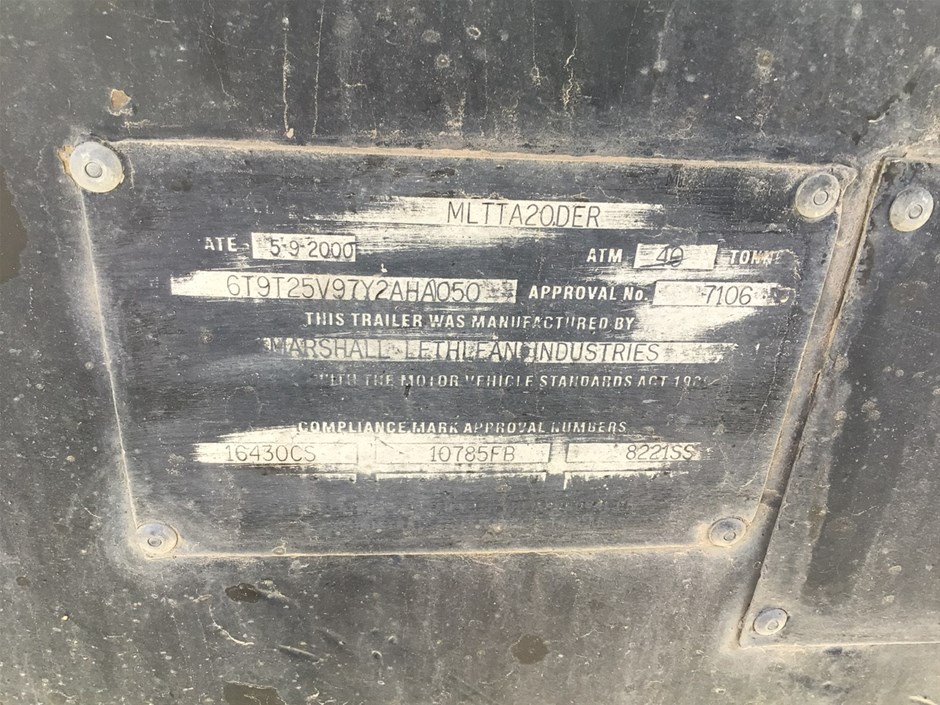 MLTTA20DER
ATE 5-9-2000 ATM 40 TONNE
6T9T25V97Y2AHA050 APPROVAL No. 7106
THIS TRAILER WAS MANUFACTURED BY
MARSHALL LETHLEAN INDUSTRIES
WITH THE MOTOR VEHICLE STANDARDS ACT
COMPLIANCE MARK APPROVAL NUMBERS
16430CS 10785FB 8221SS